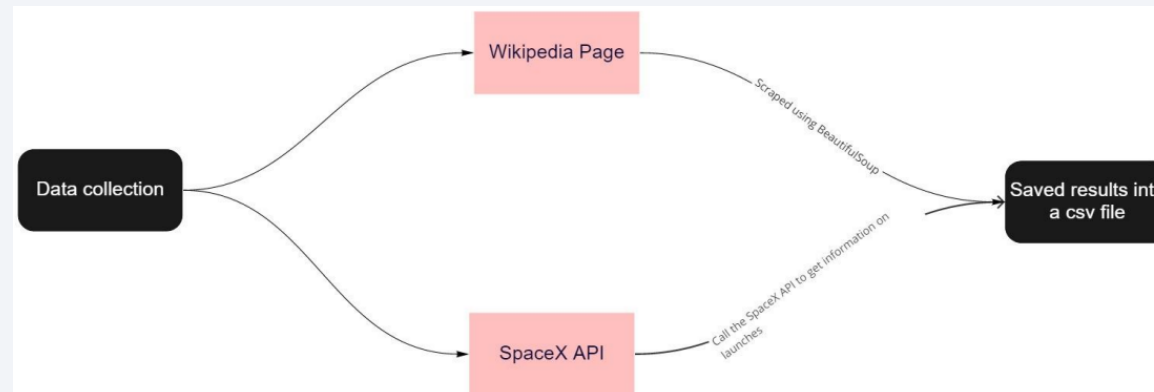 Wikipedia Page
Scraped using BeautifulSoup
Data collection
Saved results int
a csv file
Call the SpaceX API to get information on
launches
SpaceX API